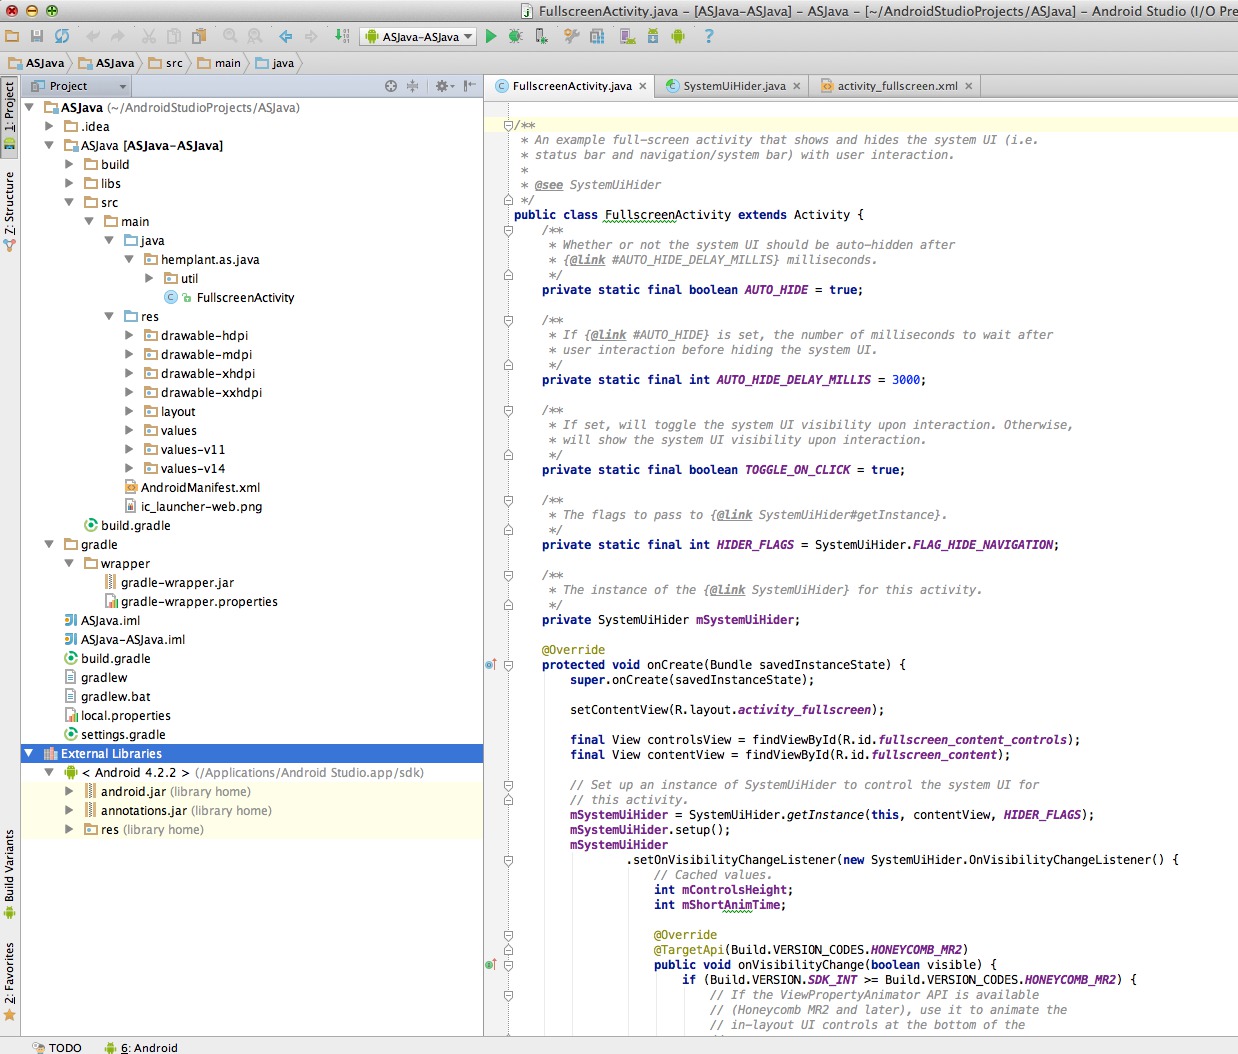 FullscreenActivity.java – [ASJava-ASJava] – ASJava – [~/AndroidStudioProjects/ASJava] – Android Studio (I/O Pre
ASJava-ASJava
ASJava ASJava src main java
1: Project
Z: Structure
Build Variants
2: Favorites
Project
ASJava (~/AndroidStudioProjects/ASJava)
.idea
ASJava [ASJava-ASJava]
build
libs
src
main
java
hemplant.as.java
util
FullscreenActivity
res
drawable-hdpi
drawable-mdpi
drawable-xhdpi
drawable-xxhdpi
layout
values
values-v11
values-v14
AndroidManifest.xml
ic_launcher-web.png
build.gradle
gradle
wrapper
gradle-wrapper.jar
gradle-wrapper.properties
ASJava.iml
ASJava-ASJava.iml
build.gradle
gradlew
gradlew.bat
local.properties
settings.gradle
External Libraries
< Android 4.2.2 > (/Applications/Android Studio.app/sdk)
android.jar (library home)
annotations.jar (library home)
res (library home)
FullscreenActivity.java × SystemUiHider.java × activity_fullscreen.xml ×
/**
 * An example full-screen activity that shows and hides the system UI (i.e.
 * status bar and navigation/system bar) with user interaction.
 *
 * @see SystemUiHider
 */
public class FullscreenActivity extends Activity {
    /**
     * Whether or not the system UI should be auto-hidden after
     * {@link #AUTO_HIDE_DELAY_MILLIS} milliseconds.
     */
    private static final boolean AUTO_HIDE = true;

    /**
     * If {@link #AUTO_HIDE} is set, the number of milliseconds to wait after
     * user interaction before hiding the system UI.
     */
    private static final int AUTO_HIDE_DELAY_MILLIS = 3000;

    /**
     * If set, will toggle the system UI visibility upon interaction. Otherwise,
     * will show the system UI visibility upon interaction.
     */
    private static final boolean TOGGLE_ON_CLICK = true;

    /**
     * The flags to pass to {@link SystemUiHider#getInstance}.
     */
    private static final int HIDER_FLAGS = SystemUiHider.FLAG_HIDE_NAVIGATION;

    /**
     * The instance of the {@link SystemUiHider} for this activity.
     */
    private SystemUiHider mSystemUiHider;

    @Override
    protected void onCreate(Bundle savedInstanceState) {
        super.onCreate(savedInstanceState);

        setContentView(R.layout.activity_fullscreen);

        final View controlsView = findViewById(R.id.fullscreen_content_controls);
        final View contentView = findViewById(R.id.fullscreen_content);

        // Set up an instance of SystemUiHider to control the system UI for
        // this activity.
        mSystemUiHider = SystemUiHider.getInstance(this, contentView, HIDER_FLAGS);
        mSystemUiHider.setup();
        mSystemUiHider
                .setOnVisibilityChangeListener(new SystemUiHider.OnVisibilityChangeListener() {
                    // Cached values.
                    int mControlsHeight;
                    int mShortAnimTime;

                    @Override
                    @TargetApi(Build.VERSION_CODES.HONEYCOMB_MR2)
                    public void onVisibilityChange(boolean visible) {
                        if (Build.VERSION.SDK_INT >= Build.VERSION_CODES.HONEYCOMB_MR2) {
                            // If the ViewPropertyAnimator API is available
                            // (Honeycomb MR2 and later), use it to animate the
                            // in-layout UI controls at the bottom of the
TODO 6: Android